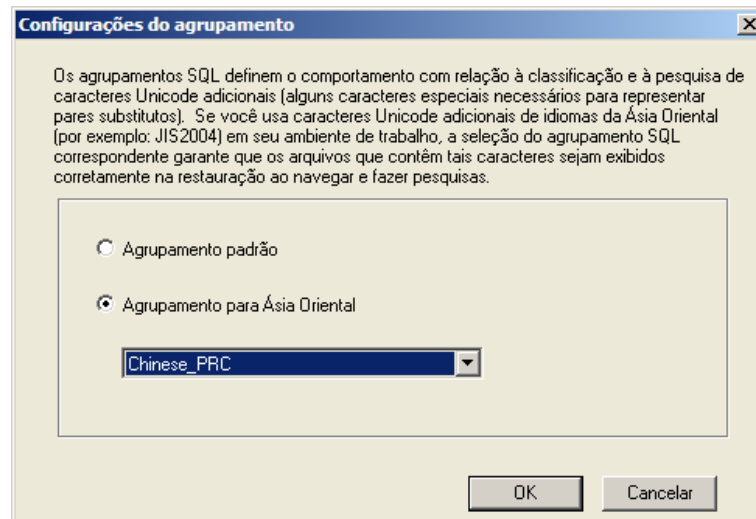 Configurações do agrupamento
Os agrupamentos SQL definem o comportamento com relação à classificação e à pesquisa de
caracteres Unicode adicionais (alguns caracteres especiais necessários para representar
pares substitutos). Se você usa caracteres Unicode adicionais de idiomas da Ásia Oriental
(por exemplo: JIS2004) em seu ambiente de trabalho, a seleção do agrupamento SQL
correspondente garante que os arquivos que contêm tais caracteres sejam exibidos
corretamente na restauração ao navegar e fazer pesquisas.
Agrupamento padrão
Agrupamento para Ásia Oriental
Chinese_PRC
OK
Cancelar